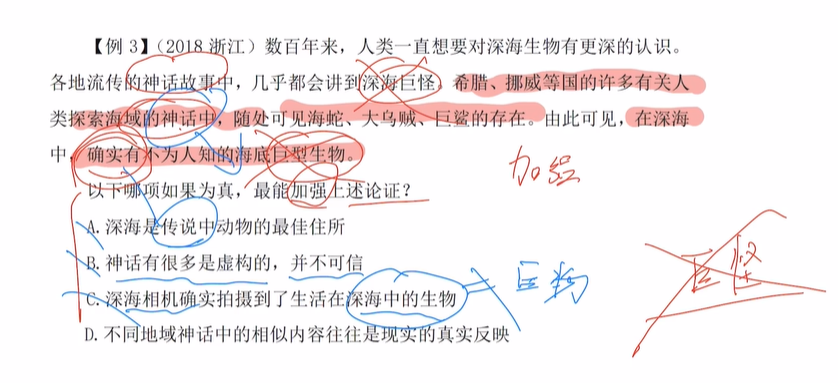 【例 3】（2018 浙江）数百年来，人类一直想要对深海生物有更深的认识。
各地流传的神话故事中，几乎都会讲到深海巨怪。希腊、挪威等国的许多有关人
类探索海域的神话中，随处可见海蛇、大乌贼、巨鲨的存在。由此可见，在深海
中，确实有不为人知的海底巨型生物。
加强
以下哪项如果为真，最能加强上述论证？
A. 深海是传说中动物的最佳住所
B. 神话有很多是虚构的，并不可信
C. 深海相机确实拍摄到了生活在深海中的生物
巨物
巨怪
D. 不同地域神话中的相似内容往往是现实的真实反映